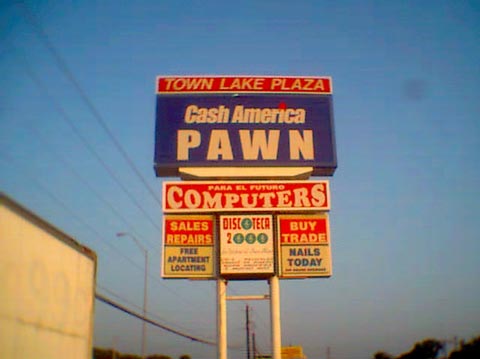 TOWN LAKE PLAZA
Cash America
PAWN
PARA EL FUTURO
COMPUTERS
SALES
REPAIRS
FREE
APARTMENT
LOCATING
DISCOTECA
2000
BUY
TRADE
NAILS
TODAY